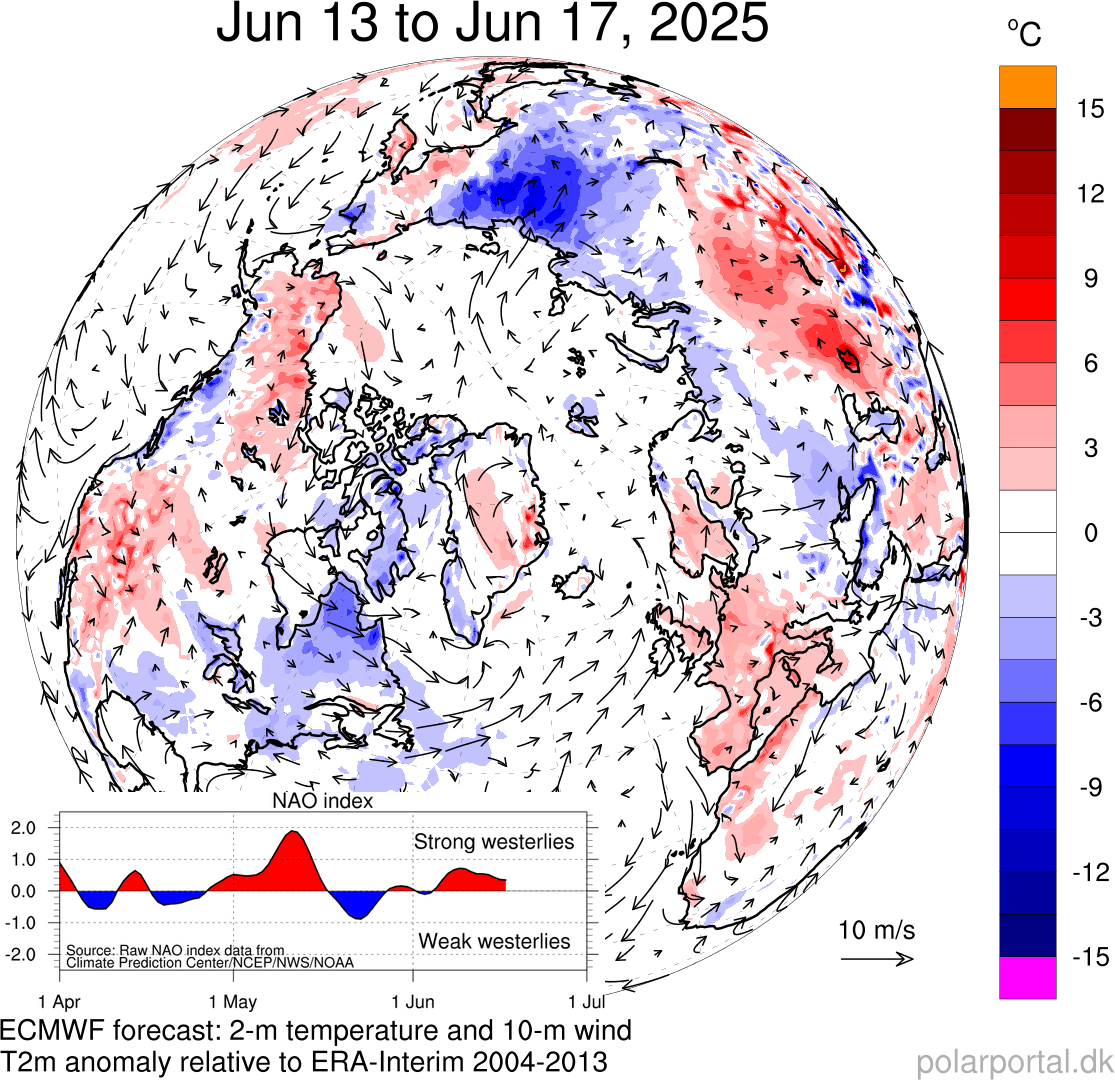 Jun 13 to Jun 17, 2025
°C
15
12
9
6
3
0
-3
-6
-9
-12
-15
10 m/s
NAO index
2.0
1.0
0.0
-1.0
-2.0
Strong westerlies
Weak westerlies
Source: Raw NAO index data from
Climate Prediction Center/NCEP/NWS/NOAA
1 Apr
1 May
1 Jun
1 Jul
ECMWF forecast: 2-m temperature and 10-m wind
T2m anomaly relative to ERA-Interim 2004-2013
polarportal.dk